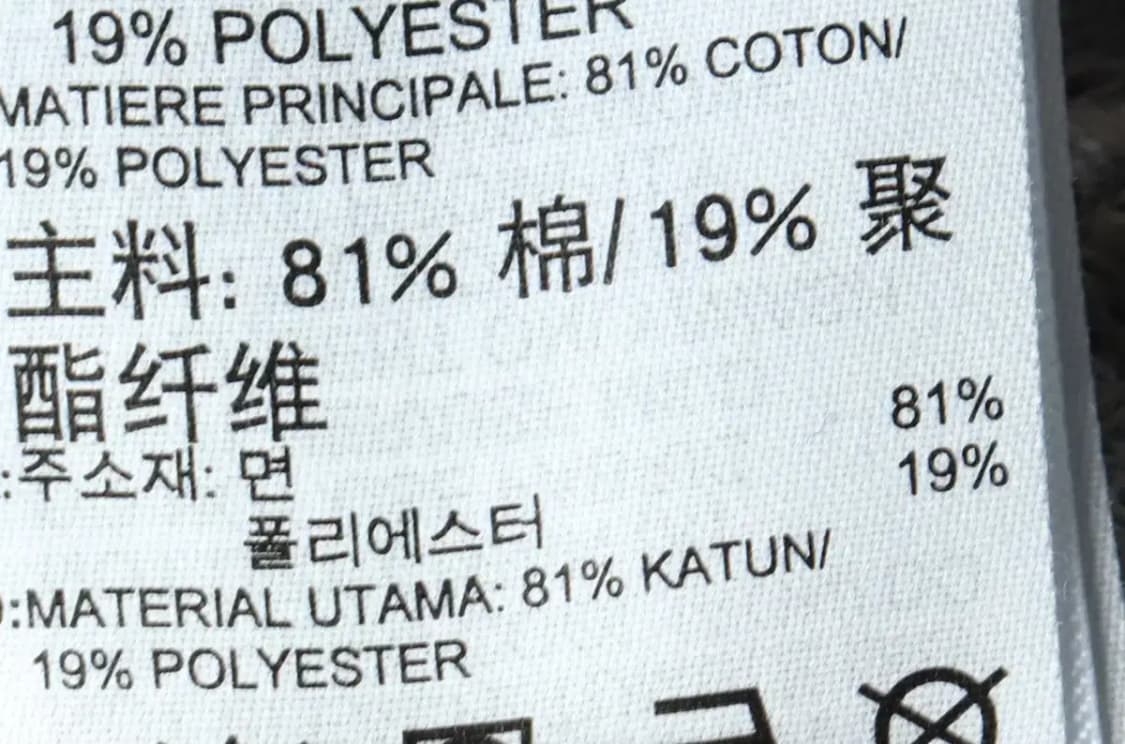 19% POLYESTER
MATIERE PRINCIPALE: 81% COTON/
19% POLYESTER
主料: 81% 棉/19% 聚
酯纤维
:주소재: 면 81%
폴리에스터 19%
:MATERIAL UTAMA: 81% KATUN/
19% POLYESTER